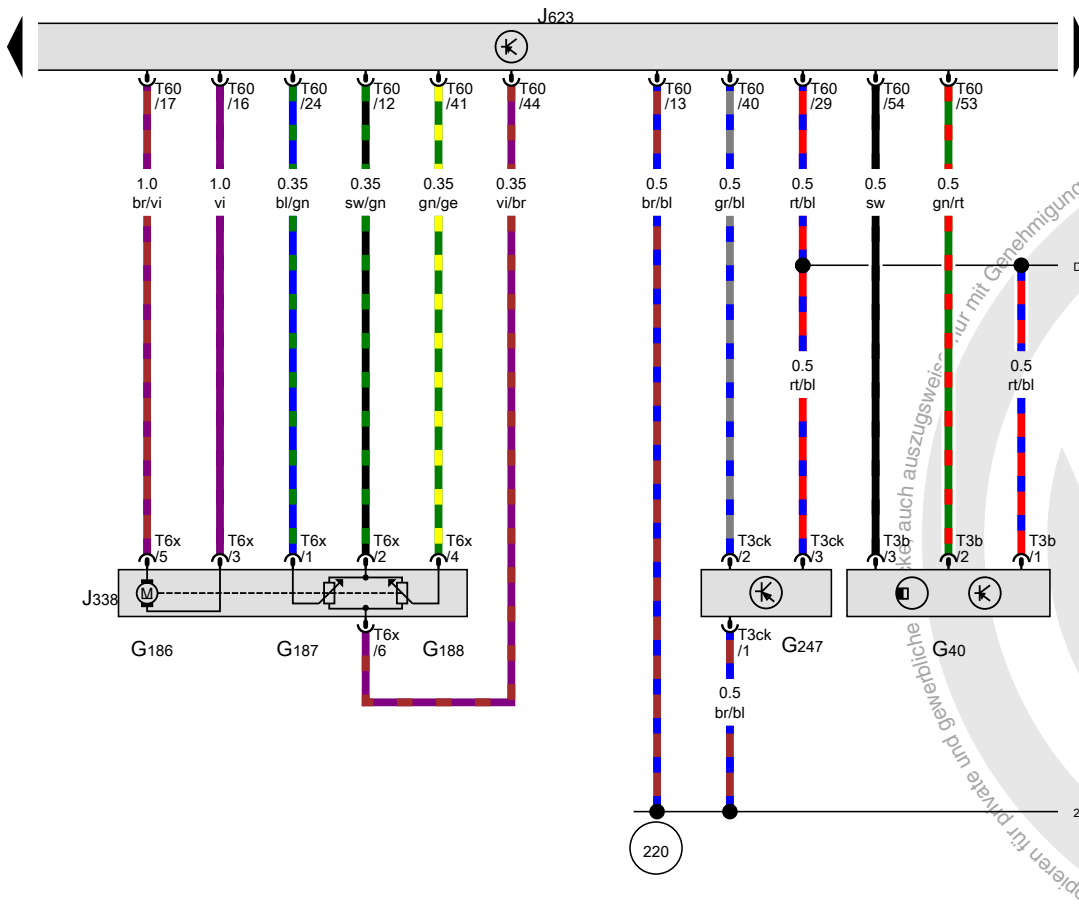 J623
T60 /17
T60 /16
T60 /24
T60 /12
T60 /41
T60 /44
T60 /13
T60 /40
T60 /29
T60 /54
T60 /53
1.0 br/vi
1.0 vi
0.35 bl/gn
0.35 sw/gn
0.35 gn/ge
0.35 vi/br
0.5 br/bl
0.5 gr/bl
0.5 rt/bl
0.5 sw
0.5 gn/rt
0.5 rt/bl
0.5 rt/bl
T6x /5
T6x /3
T6x /1
T6x /2
T6x /4
T3ck /2
T3ck /3
T3b /3
T3b /2
T3b /1
J338
M
G186
G187
T6x /6
G188
T3ck /1
G247
G40
0.5 br/bl
220
auch auszugsweise, nur mit Genehmigung
opieren für private und gewerbliche